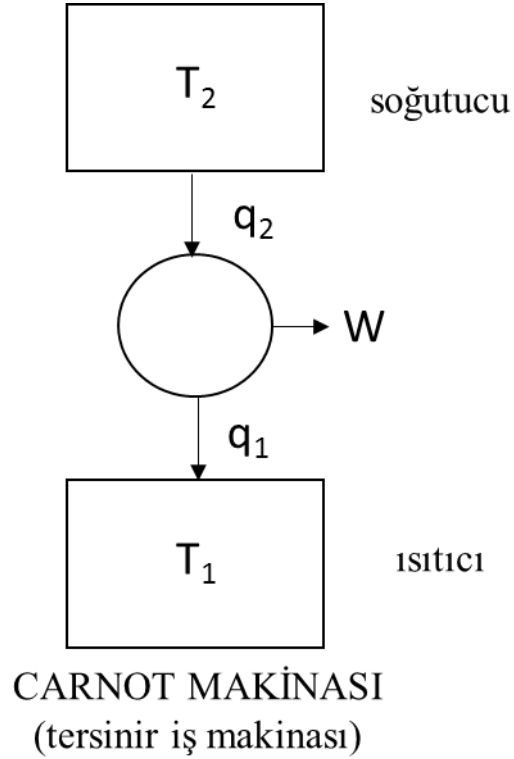 T₂
soğutucu
q₂
W
q₁
T₁
ısıtıcı
CARNOT MAKİNASI
(tersinir iş makinası)